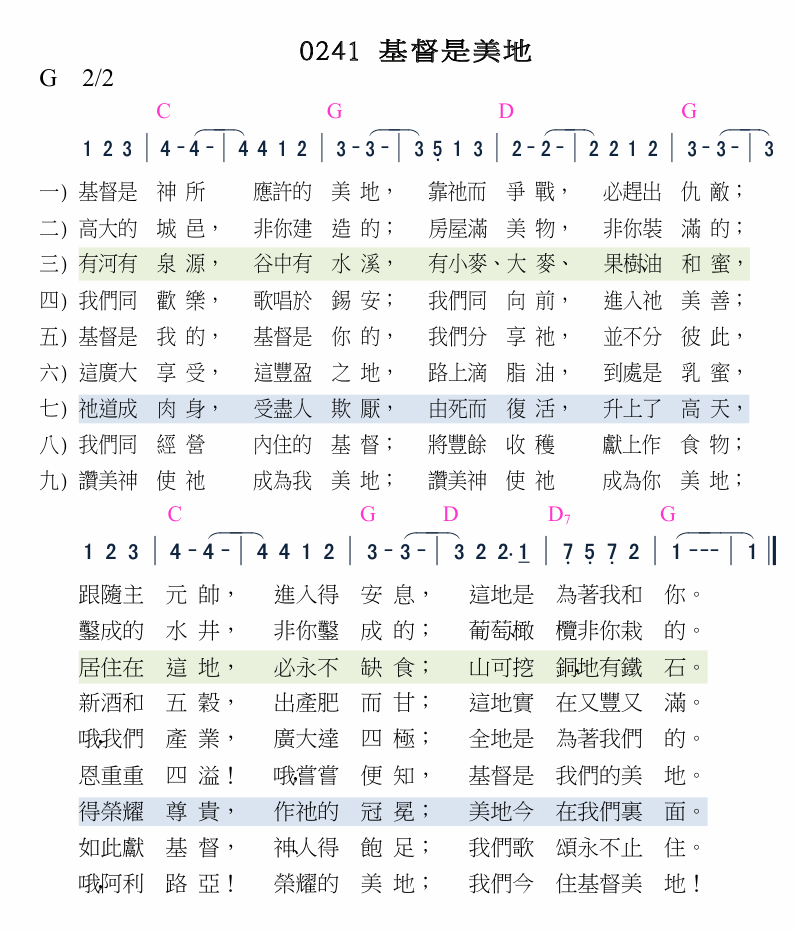 0241 基督是美地
G 2/2
C G D G
1 2 3 | 4 - 4 - | 4 4 1 2 | 3 - 3 - | 3 5 1 3 | 2 - 2 - | 2 2 1 2 | 3 - 3 - | 3
一) 基督是 神 所 應許的 美 地， 靠祂而 爭 戰， 必趕出 仇 敵；
二) 高大的 城 邑， 非你建 造 的； 房屋滿 美 物， 非你裝 滿 的；
三) 有河有 泉 源， 谷中有 水 溪， 有小麥、大 麥、 果樹，油 和 蜜，
四) 我們同 歡 樂， 歌唱於 錫 安； 我們同 向 前， 進入祂 美 善；
五) 基督是 我 的， 基督是 你 的， 我們分 享 祂， 並不分 彼 此，
六) 這廣大 享 受， 這豐盈 之 地， 路上滴 脂 油， 到處是 乳 蜜，
七) 祂道成 肉 身， 受盡人 欺 厭， 由死而 復 活， 升上了 高 天，
八) 我們同 經 營 內住的 基 督； 將豐餘 收 穫 獻上作 食 物；
九) 讚美神 使 祂 成為我 美 地； 讚美神 使 祂 成為你 美 地；
C G D D7 G
1 2 3 | 4 - 4 - | 4 4 1 2 | 3 - 3 - | 3 2 2. 1 | 7 5 7 2 | 1 - - - | 1 ‖
跟隨主 元 帥， 進入得 安 息， 這地是 為著我和 你。
鑿成的 水 井， 非你鑿 成 的； 葡萄，橄 欖非你栽 的。
居住在 這 地， 必永不 缺 食； 山可挖 銅，地有鐵 石。
新酒和 五 穀， 出產肥 而 甘； 這地實 在又豐又 滿。
哦，我們 產 業， 廣大達 四 極； 全地是 為著我們 的。
恩重重 四 溢！ 哦，嘗嘗 便 知， 基督是 我們的美 地。
得榮耀 尊 貴， 作祂的 冠 冕； 美地今 在我們裏 面。
如此獻 基 督， 神、人得 飽 足； 我們歌 頌永不止 住。
哦，阿利 路 亞！ 榮耀的 美 地； 我們今 住基督美 地！